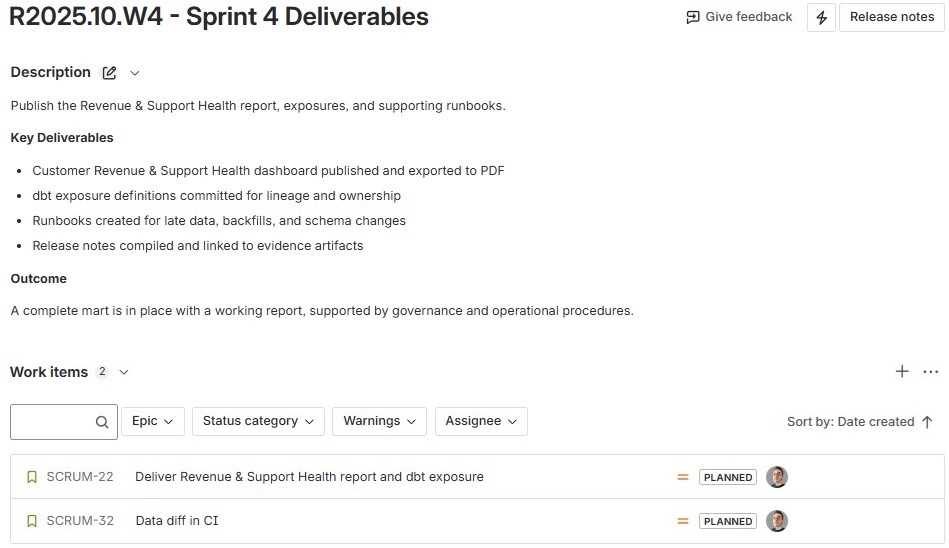 R2025.10.W4 - Sprint 4 Deliverables
Give feedback
Release notes
Description
Publish the Revenue & Support Health report, exposures, and supporting runbooks.
Key Deliverables
• Customer Revenue & Support Health dashboard published and exported to PDF
• dbt exposure definitions committed for lineage and ownership
• Runbooks created for late data, backfills, and schema changes
• Release notes compiled and linked to evidence artifacts
Outcome
A complete mart is in place with a working report, supported by governance and operational procedures.
Work items 2
Epic Status category Warnings Assignee Sort by: Date created
SCRUM-22 Deliver Revenue & Support Health report and dbt exposure PLANNED
SCRUM-32 Data diff in CI PLANNED